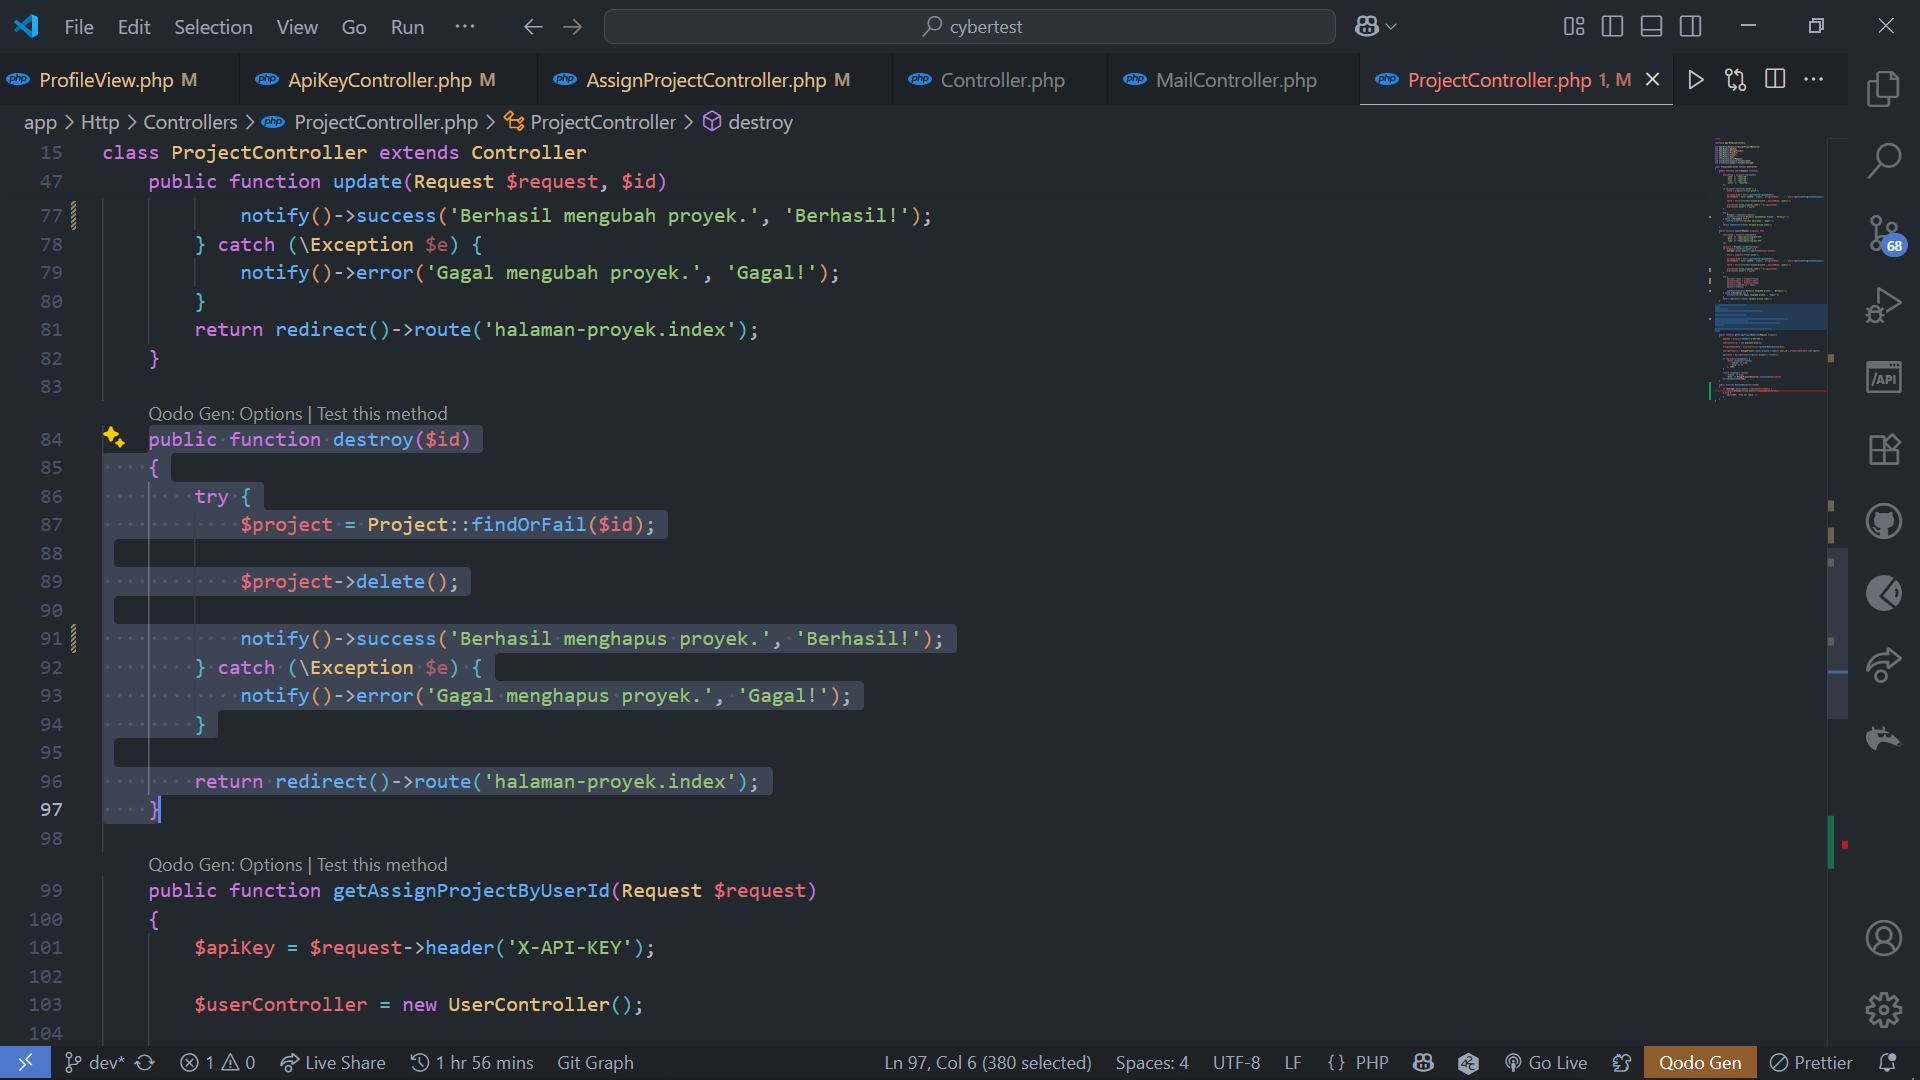 File Edit Selection View Go Run ··· cybertest
ProfileView.php M ApiKeyController.php M AssignProjectController.php M Controller.php MailController.php ProjectController.php 1, M
app > Http > Controllers > ProjectController.php > ProjectController > destroy
15 class ProjectController extends Controller
47 public function update(Request $request, $id)
77 notify()->success('Berhasil mengubah proyek.', 'Berhasil!');
78 } catch (\Exception $e) {
79 notify()->error('Gagal mengubah proyek.', 'Gagal!');
80 }
81 return redirect()->route('halaman-proyek.index');
82 }
83
Qodo Gen: Options | Test this method
84 public function destroy($id)
85 {
86 try {
87 $project = Project::findOrFail($id);
88
89 $project->delete();
90
91 notify()->success('Berhasil menghapus proyek.', 'Berhasil!');
92 } catch (\Exception $e) {
93 notify()->error('Gagal menghapus proyek.', 'Gagal!');
94 }
95
96 return redirect()->route('halaman-proyek.index');
97 }
98
Qodo Gen: Options | Test this method
99 public function getAssignProjectByUserId(Request $request)
100 {
101 $apiKey = $request->header('X-API-KEY');
102
103 $userController = new UserController();
104
68
/API
dev* 1 0 Live Share 1 hr 56 mins Git Graph Ln 97, Col 6 (380 selected) Spaces: 4 UTF-8 LF {} PHP Go Live Qodo Gen Prettier